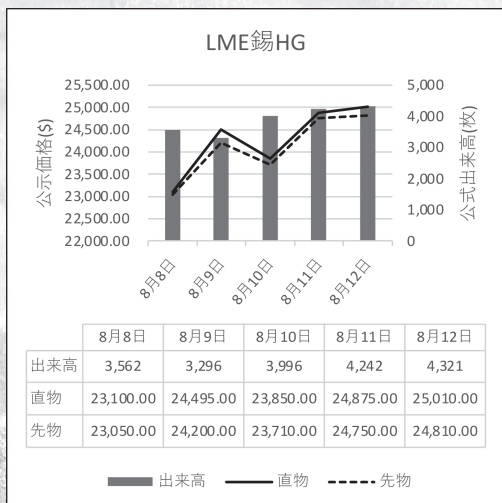 LME錫HG
公示価格($)
25,500.00
25,000.00
24,500.00
24,000.00
23,500.00
23,000.00
22,500.00
22,000.00
5,000
4,000
3,000
2,000
1,000
0
公式出来高(枚)
8月8日
8月9日
8月10日
8月11日
8月12日
8月8日 8月9日 8月10日 8月11日 8月12日
出来高 3,562 3,296 3,996 4,242 4,321
直物 23,100.00 24,495.00 23,850.00 24,875.00 25,010.00
先物 23,050.00 24,200.00 23,710.00 24,750.00 24,810.00
出来高 直物 先物